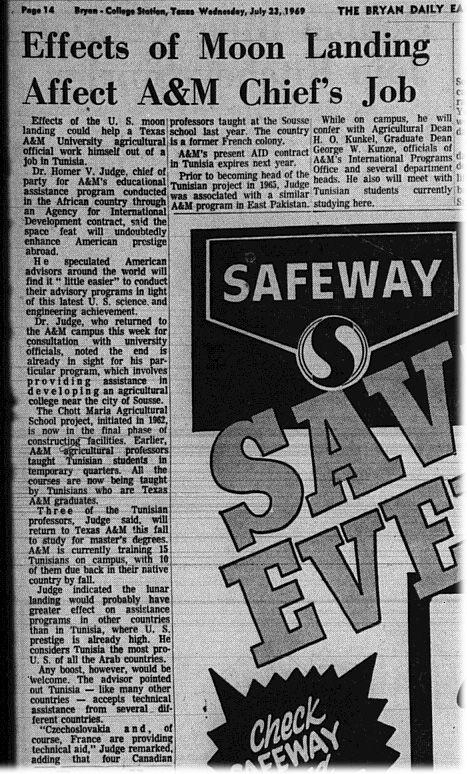 Page 14 Bryan - College Station, Texas Wednesday, July 23, 1969 THE BRYAN DAILY
Effects of Moon Landing
Affect A&M Chief's Job
Effects of the U. S. moon
landing could help a Texas
A&M University agricultural
official work himself out of a
job in Tunisia.
Dr. Homer V. Judge, chief of
party for A&M's educational
assistance program conducted
in the African country through
an Agency for International
Development contract, said the
space feat will undoubtedly
enhance American prestige
abroad.
He speculated American
advisors around the world will
find it " little easier" to conduct
their advisory programs in light
of this latest U. S. science and
engineering achievement.
Dr. Judge, who returned to
the A&M campus this week for
consultation with university
officials, noted the end is
already in sight for his par-
ticular program, which involves
providing assistance in
developing an agricultural
college near the city of Sousse.
The Chott Maria Agricultural
School project, initiated in 1962,
is now in the final phase of
constructing facilities. Earlier,
A&M agricultural professors
taught Tunisian students in
temporary quarters. All the
courses are now being taught
by Tunisians who are Texas
A&M graduates.
Three of the Tunisian
professors, Judge said, will
return to Texas A&M this fall
to study for master's degrees.
A&M is currently training 15
Tunisians on campus, with 10
of them due back in their native
country by fall.
Judge indicated the lunar
landing would probably have
greater effect on assistance
programs in other countries
than in Tunisia, where U. S.
prestige is already high. He
considers Tunisia the most pro-
U. S. of all the Arab countries.
Any boost, however, would be
welcome. The advisor pointed
out Tunisia — like many other
countries — accepts technical
assistance from several dif-
ferent countries.
"Czechoslovakia and, of
course, France are providing
technical aid," Judge remarked,
adding that four Canadian
professors taught at the Sousse
school last year. The country
is a former French colony.
A&M's present AID contract
in Tunisia expires next year.
Prior to becoming head of the
Tunisian project in 1965, Judge
was associated with a similar
A&M program in East Pakistan.
While on campus, he will
confer with Agricultural Dean
H. O. Kunkel, Graduate Dean
George W. Kunze, officials of
A&M's International Programs
Office and several department
heads. He also will meet with
Tunisian students currently
studying here.
SAFEWAY
SAV
EVE
Check
SAFEWAY